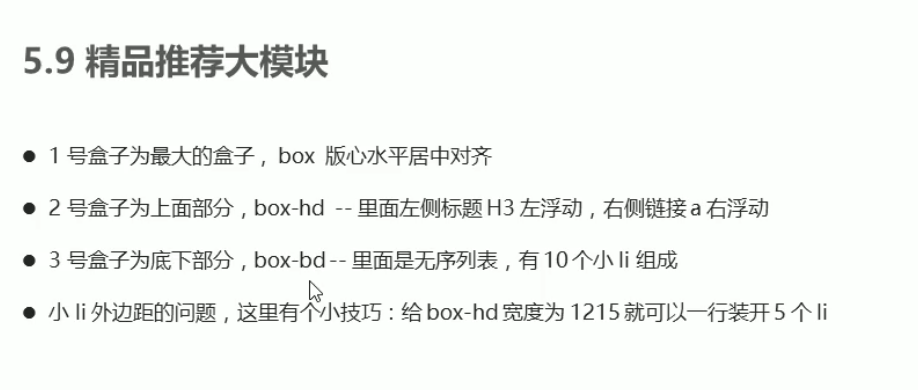 5.9 精品推荐大模块
● 1 号盒子为最大的盒子， box 版心水平居中对齐
● 2 号盒子为上面部分，box-hd -- 里面左侧标题 H3 左浮动，右侧链接 a 右浮动
● 3 号盒子为底下部分，box-bd -- 里面是无序列表，有 10 个小 li 组成
● 小 li 外边距的问题，这里有个小技巧：给 box-hd 宽度为 1215 就可以一行装开 5 个 li